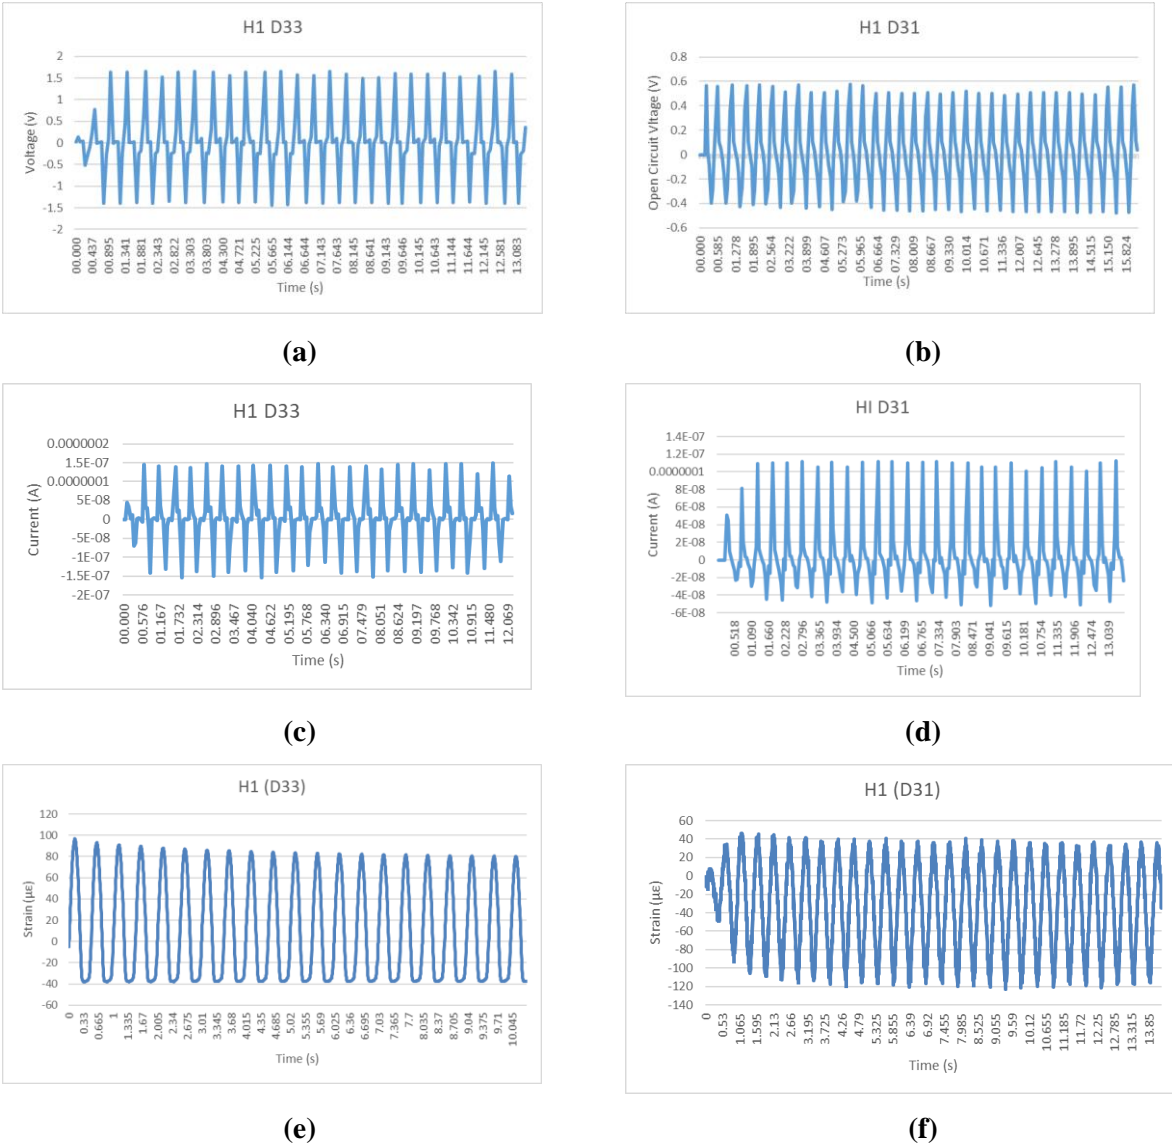 H1 D33
Voltage (v)
2
1.5
1
0.5
0
-0.5
-1
-1.5
-2
00.000 00.437 00.895 01.341 01.881 02.343 02.822 03.303 03.803 04.300 04.721 05.225 05.665 06.144 06.644 07.143 07.643 08.641 09.143 09.646 10.145 10.643 11.144 11.644 12.145 12.581 13.083
Time (s)
(a)
H1 D31
Open Circuit Vltage (V)
0.8
0.6
0.4
0.2
0
-0.2
-0.4
-0.6
00.000 00.585 01.278 01.895 02.564 03.222 03.899 04.607 05.273 05.965 06.664 07.329 08.009 08.667 09.330 10.014 10.671 11.336 12.007 12.645 13.278 13.895 14.515 15.150 15.824
Time (s)
(b)
H1 D33
Current (A)
0.0000002
1.5E-07
0.0000001
5E-08
0
-5E-08
-1E-07
-1.5E-07
-2E-07
00.000 00.576 01.167 01.732 02.314 02.896 03.467 04.040 04.622 05.195 05.768 06.340 06.915 07.479 08.051 08.624 09.197 09.768 10.342 10.915 11.480 12.069
Time (s)
(c)
HI D31
Current (A)
1.4E-07
1.2E-07
0.0000001
8E-08
6E-08
4E-08
2E-08
0
-2E-08
-4E-08
-6E-08
00.518 01.090 01.660 02.228 02.796 03.365 03.934 04.500 05.066 05.634 06.199 06.765 07.334 07.903 08.471 09.041 09.615 10.181 10.754 11.335 11.906 12.474 13.039
Time (s)
(d)
H1 (D33)
Strain (με)
120
100
80
60
40
20
0
-20
-40
-60
0 0.33 0.665 1 1.335 1.67 2.005 2.34 2.675 3.01 3.345 3.68 4.015 4.35 4.685 5.02 5.355 5.69 6.025 6.36 6.695 7.03 7.365 7.7 8.035 8.37 8.705 9.04 9.375 9.71 10.045
Time (s)
(e)
H1 (D31)
Strain (με)
60
40
20
0
-20
-40
-60
-80
-100
-120
-140
0 0.53 1.065 1.595 2.13 2.66 3.195 3.725 4.26 4.79 5.325 5.855 6.39 6.92 7.455 7.985 8.525 9.055 9.59 10.12 10.655 11.185 11.72 12.25 12.785 13.315 13.85
Time (s)
(f)